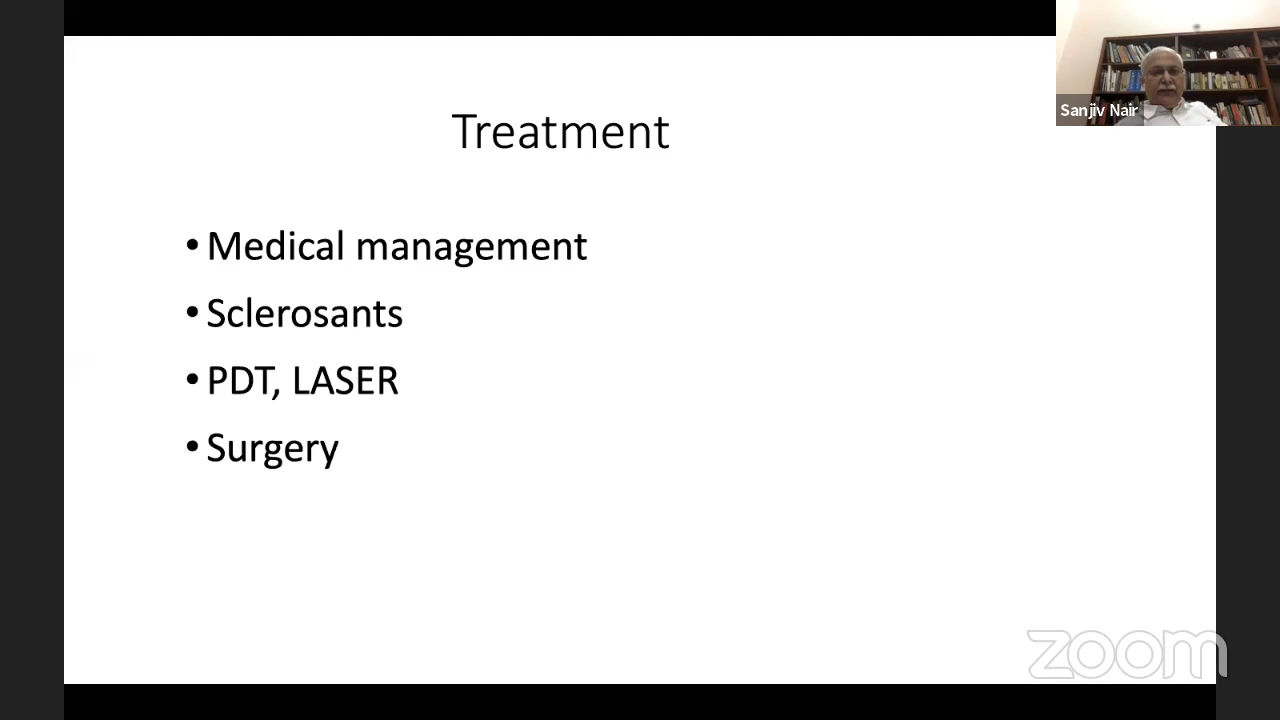 Sanjiv Nair
Treatment
• Medical management
• Sclerosants
• PDT, LASER
• Surgery
zoom